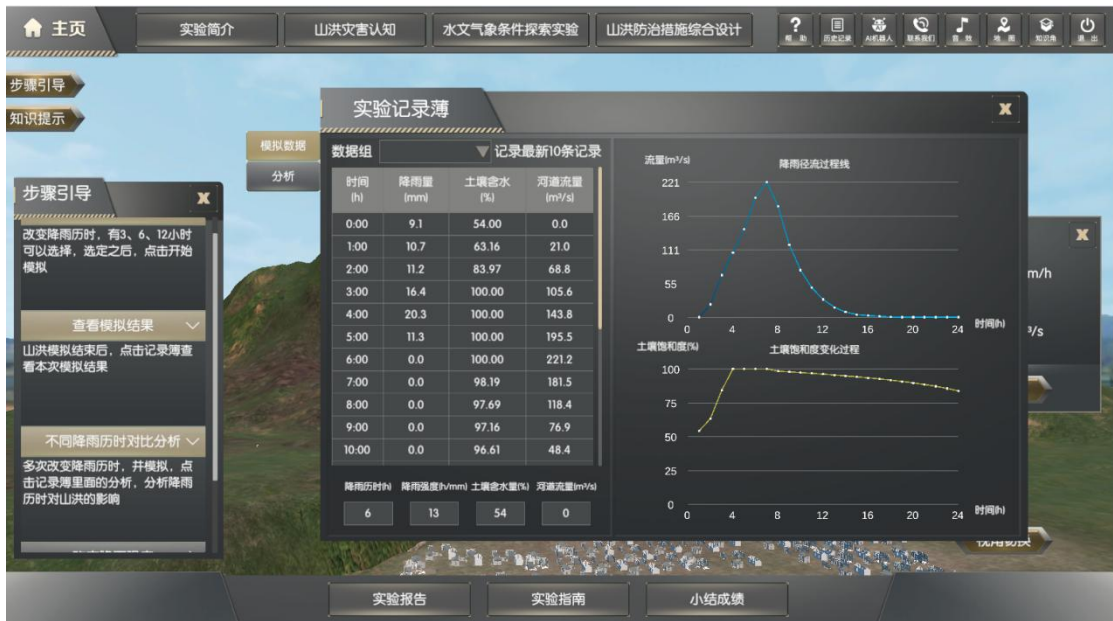 主页
实验简介
山洪灾害认知
水文气象条件探索实验
山洪防治措施综合设计
?
帮 助
历史记录
AI机器人
联系我们
音 效
地 图
知识角
退 出
步骤引导
知识提示
步骤引导
X
改变降雨历时，有3、6、12小时
可以选择，选定之后，点击开始
模拟
查看模拟结果
山洪模拟结束后，点击记录薄查
看本次模拟结果
不同降雨历时对比分析
多次改变降雨历时，并模拟，点
击记录薄里面的分析，分析降雨
历时对山洪的影响
模拟数据
分析
实验记录薄
X
数据组
记录最新10条记录
时间 降雨量 土壤含水 河道流量
(h) (mm) (%) (m³/s)
0:00 9.1 54.00 0.0
1:00 10.7 63.16 21.0
2:00 11.2 83.97 68.8
3:00 16.4 100.00 105.6
4:00 20.3 100.00 143.8
5:00 11.3 100.00 195.5
6:00 0.0 100.00 221.2
7:00 0.0 98.19 181.5
8:00 0.0 97.69 118.4
9:00 0.0 97.16 76.9
10:00 0.0 96.61 48.4
降雨历时(h) 降雨强度(h/mm) 土壤含水量(%) 河道流量(m³/s)
6 13 54 0
流量(m³/s)
降雨径流过程线
221
166
111
55
0
0 4 8 12 16 20 24 时间(h)
土壤饱和度(%)
土壤饱和度变化过程
100
75
50
25
0
0 4 8 12 16 20 24 时间(h)
X
m/h
³/s
视角切换
实验报告
实验指南
小结成绩